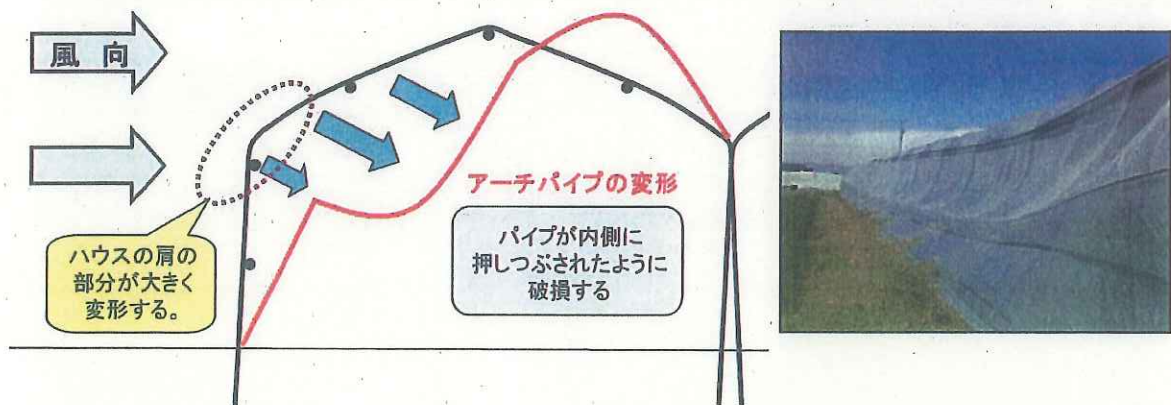 風 向
アーチパイプの変形
ハウスの肩の
部分が大きく
変形する。
パイプが内側に
押しつぶされたように
破損する